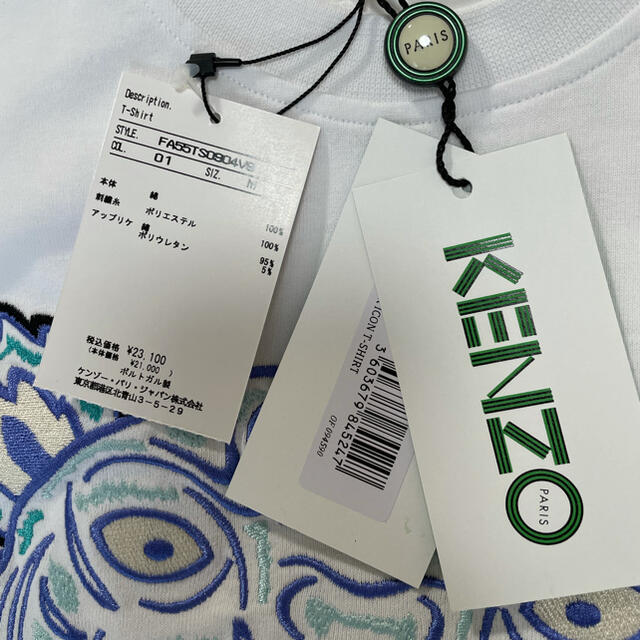 PARIS
Description.
T-Shirt
STYLE. FA55TS0804V6
COL. 01 SIZ.
本体 綿 100%
刺繍糸 ポリエステル 100%
アップリケ 綿 95%
ポリウレタン 5%
税込価格 ¥23,100
(本体価格 ¥21,000 )
ポルトガル製
ケンゾー・パリ・ジャパン株式会社
東京都港区北青山3-5-29
ICON T-SHIRT
3603679845247
KENZO
PARIS